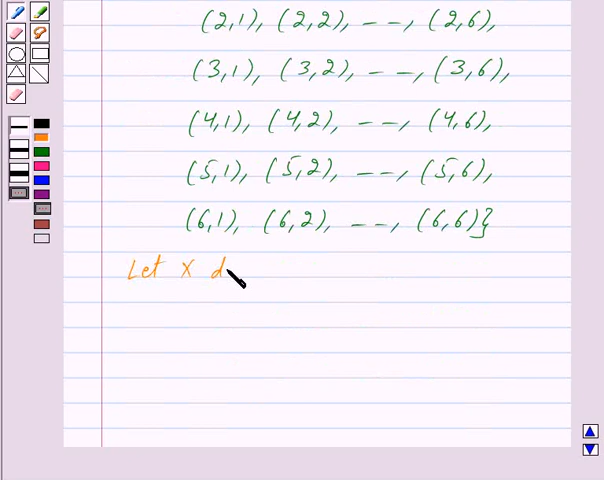 (2,1), (2,2), - -, (2,6),
(3,1), (3,2), - -, (3,6),
(4,1), (4,2), - -, (4,6),
(5,1), (5,2), - -, (5,6),
(6,1), (6,2), - -, (6,6)}
Let X d